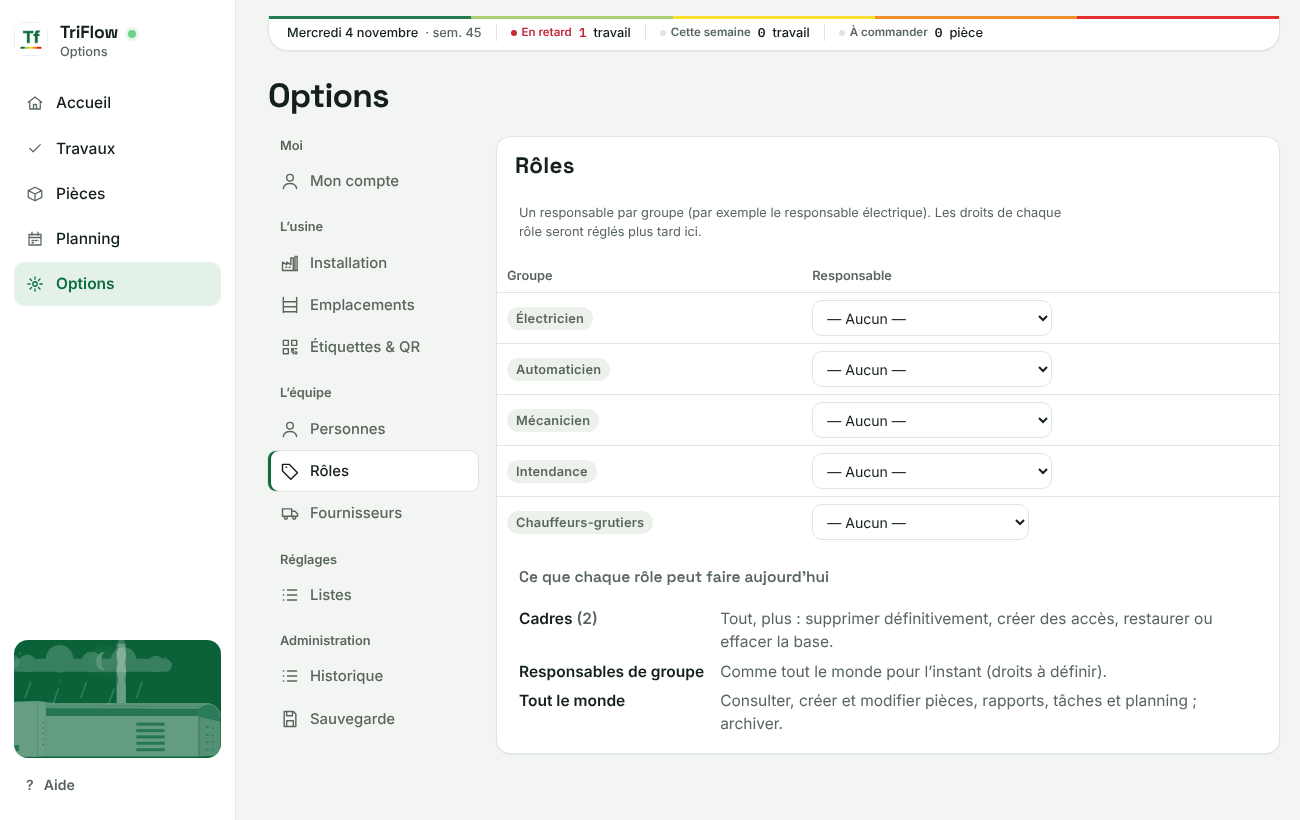 Tf
TriFlow
Options
Accueil
Travaux
Pièces
Planning
Options
? Aide
Mercredi 4 novembre · sem. 45
En retard 1 travail
Cette semaine 0 travail
À commander 0 pièce
Options
Moi
Mon compte
L’usine
Installation
Emplacements
Étiquettes & QR
L’équipe
Personnes
Rôles
Fournisseurs
Réglages
Listes
Administration
Historique
Sauvegarde
Rôles
Un responsable par groupe (par exemple le responsable électrique). Les droits de chaque
rôle seront réglés plus tard ici.
Groupe Responsable
Électricien — Aucun —
Automaticien — Aucun —
Mécanicien — Aucun —
Intendance — Aucun —
Chauffeurs-grutiers — Aucun —
Ce que chaque rôle peut faire aujourd’hui
Cadres (2) Tout, plus : supprimer définitivement, créer des accès, restaurer ou
effacer la base.
Responsables de groupe Comme tout le monde pour l’instant (droits à définir).
Tout le monde Consulter, créer et modifier pièces, rapports, tâches et planning ;
archiver.